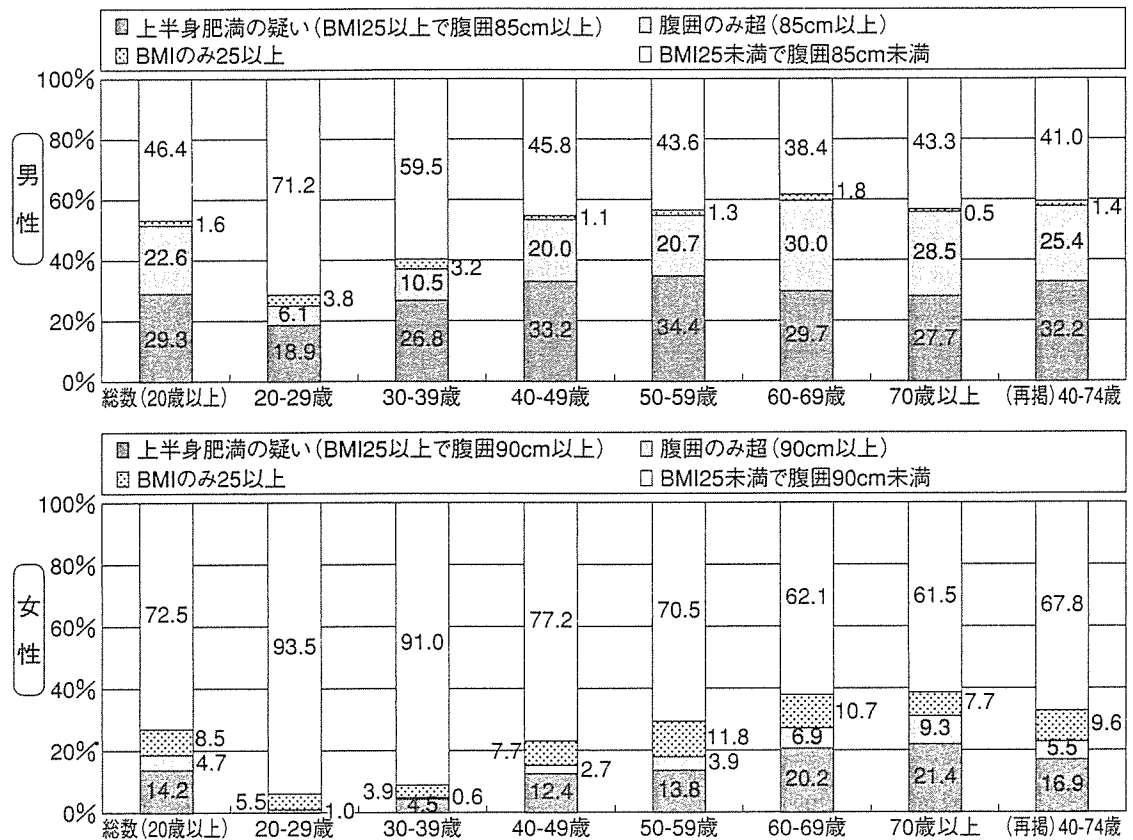 上半身肥満の疑い(BMI25以上で腹囲85cm以上) 腹囲のみ超(85cm以上)
BMIのみ25以上 BMI25未満で腹囲85cm未満
男性
100%
80%
60%
40%
20%
0%
46.4 71.2 59.5 45.8 43.6 38.4 43.3 41.0
1.6 3.8 3.2 1.1 1.3 1.8 0.5 1.4
22.6 6.1 10.5 20.0 20.7 30.0 28.5 25.4
29.3 18.9 26.8 33.2 34.4 29.7 27.7 32.2
総数(20歳以上) 20-29歳 30-39歳 40-49歳 50-59歳 60-69歳 70歳以上 (再掲)40-74歳
上半身肥満の疑い(BMI25以上で腹囲90cm以上) 腹囲のみ超(90cm以上)
BMIのみ25以上 BMI25未満で腹囲90cm未満
女性
100%
80%
60%
40%
20%
0%
72.5 93.5 91.0 77.2 70.5 62.1 61.5 67.8
8.5 5.5 3.9 7.7 11.8 10.7 7.7 9.6
4.7 0.6 2.7 3.9 6.9 9.3 5.5
14.2 1.0 4.5 12.4 13.8 20.2 21.4 16.9
総数(20歳以上) 20-29歳 30-39歳 40-49歳 50-59歳 60-69歳 70歳以上 (再掲)40-74歳